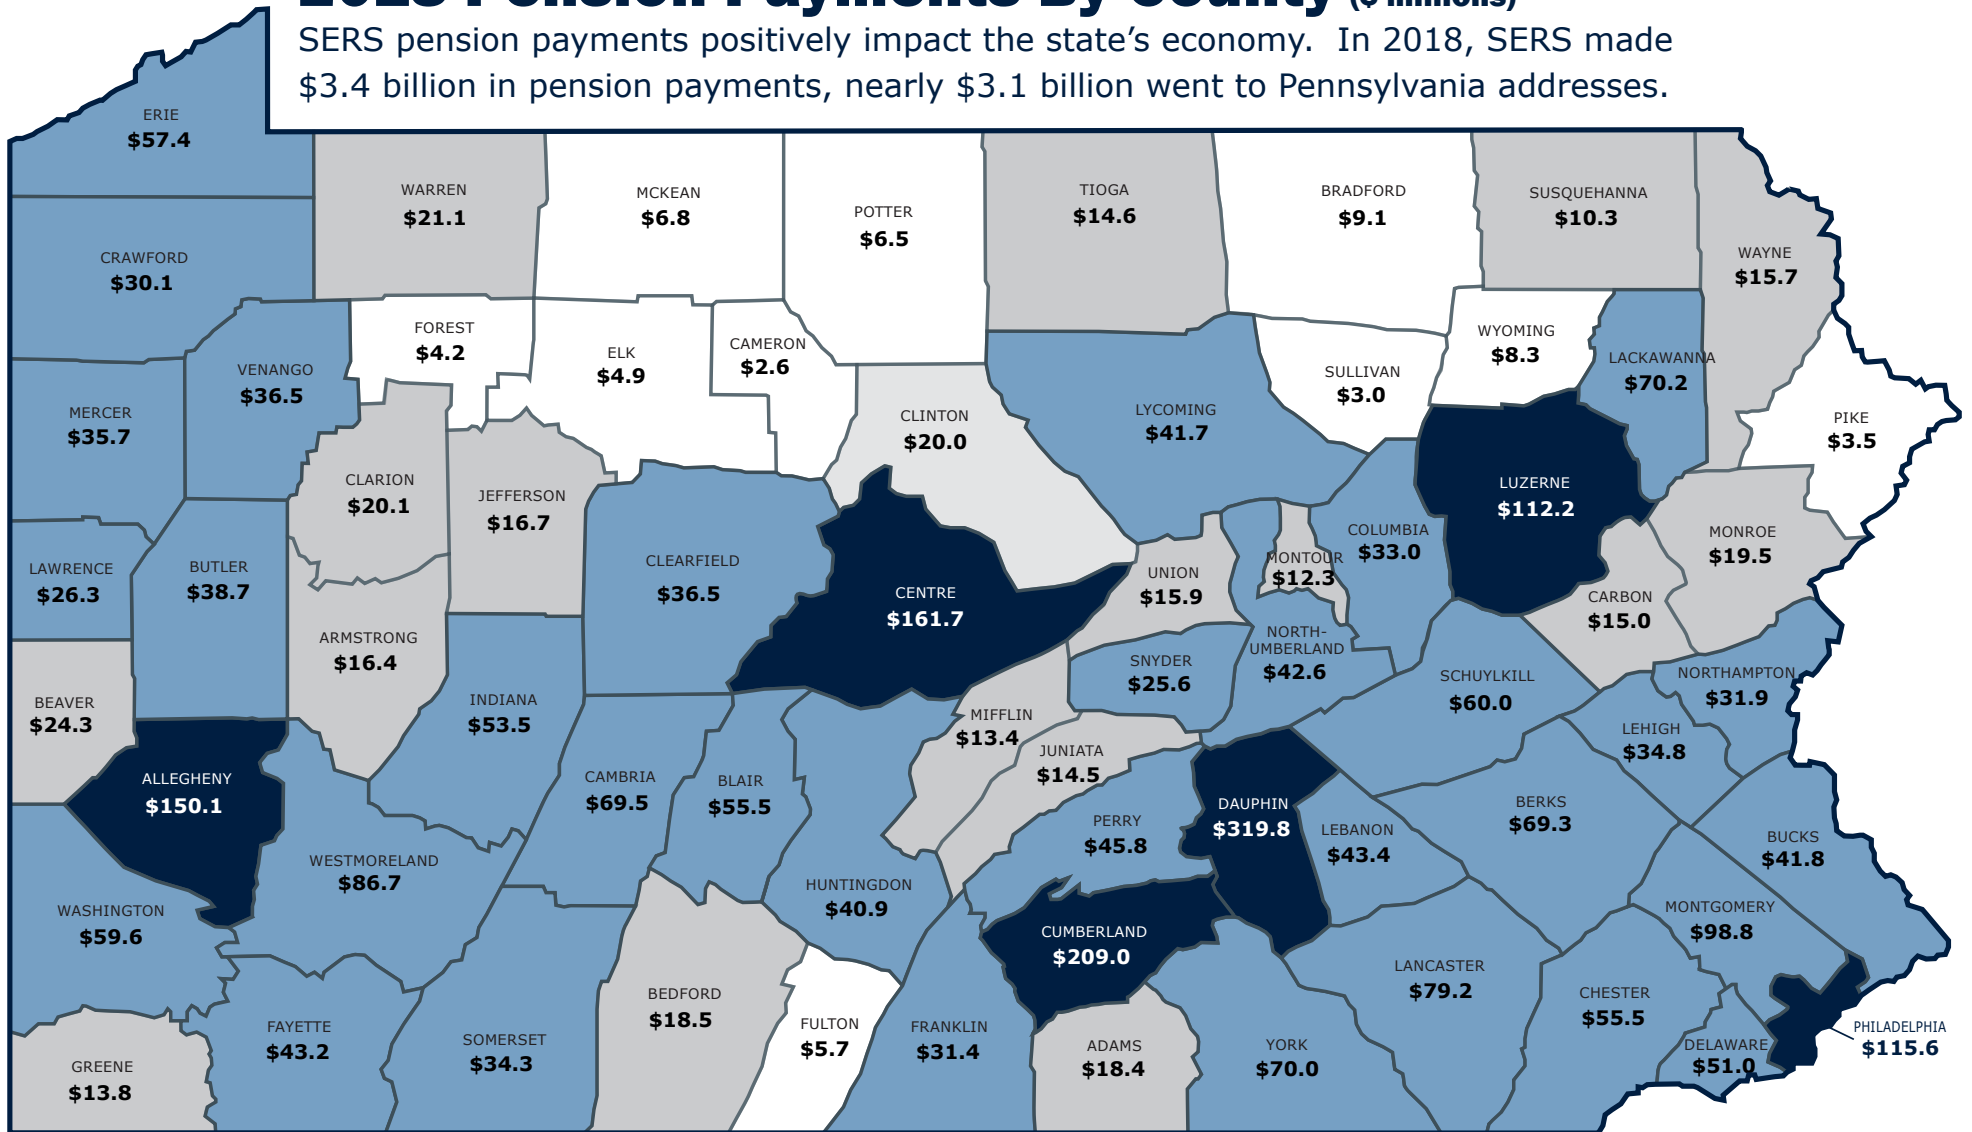 2018 Pension Payments By County ($ millions)
SERS pension payments positively impact the state's economy. In 2018, SERS made
$3.4 billion in pension payments, nearly $3.1 billion went to Pennsylvania addresses.
ERIE
$57.4
WARREN
$21.1
MCKEAN
$6.8
POTTER
$6.5
TIOGA
$14.6
BRADFORD
$9.1
SUSQUEHANNA
$10.3
WAYNE
$15.7
CRAWFORD
$30.1
FOREST
$4.2
ELK
$4.9
CAMERON
$2.6
SULLIVAN
$3.0
WYOMING
$8.3
LACKAWANNA
$70.2
VENANGO
$36.5
MERCER
$35.7
CLINTON
$20.0
LYCOMING
$41.7
PIKE
$3.5
CLARION
$20.1
JEFFERSON
$16.7
LUZERNE
$112.2
COLUMBIA
$33.0
MONROE
$19.5
LAWRENCE
$26.3
BUTLER
$38.7
CLEARFIELD
$36.5
CENTRE
$161.7
UNION
$15.9
MONTOUR
$12.3
CARBON
$15.0
ARMSTRONG
$16.4
NORTH-
UMBERLAND
$42.6
SNYDER
$25.6
SCHUYLKILL
$60.0
NORTHAMPTON
$31.9
BEAVER
$24.3
INDIANA
$53.5
MIFFLIN
$13.4
JUNIATA
$14.5
LEHIGH
$34.8
ALLEGHENY
$150.1
CAMBRIA
$69.5
BLAIR
$55.5
PERRY
$45.8
DAUPHIN
$319.8
LEBANON
$43.4
BERKS
$69.3
BUCKS
$41.8
WESTMORELAND
$86.7
HUNTINGDON
$40.9
WASHINGTON
$59.6
CUMBERLAND
$209.0
MONTGOMERY
$98.8
LANCASTER
$79.2
BEDFORD
$18.5
CHESTER
$55.5
FAYETTE
$43.2
SOMERSET
$34.3
FULTON
$5.7
FRANKLIN
$31.4
ADAMS
$18.4
YORK
$70.0
DELAWARE
$51.0
PHILADELPHIA
$115.6
GREENE
$13.8